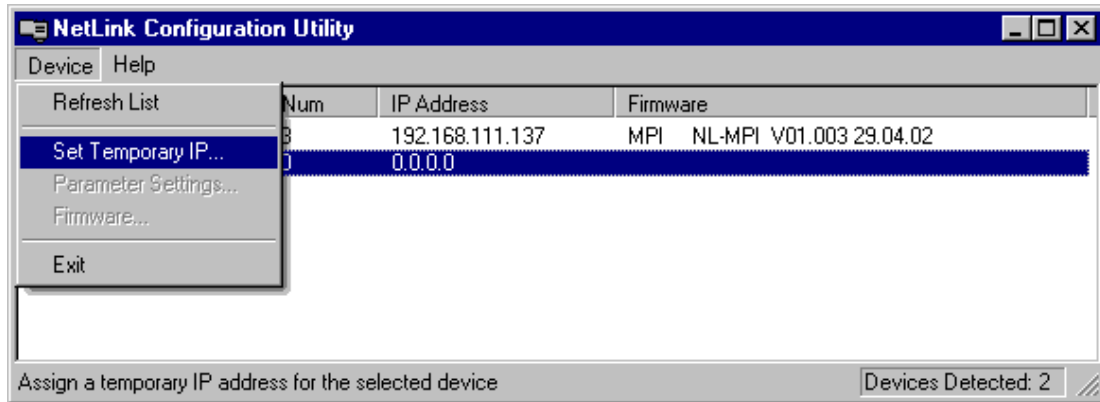 NetLink Configuration Utility
Device Help
Refresh List Num IP Address Firmware
192.168.111.137 MPI NL-MPI V01.003 29.04.02
Set Temporary IP...
0.0.0.0
Parameter Settings...
Firmware...
Exit
Assign a temporary IP address for the selected device Devices Detected: 2